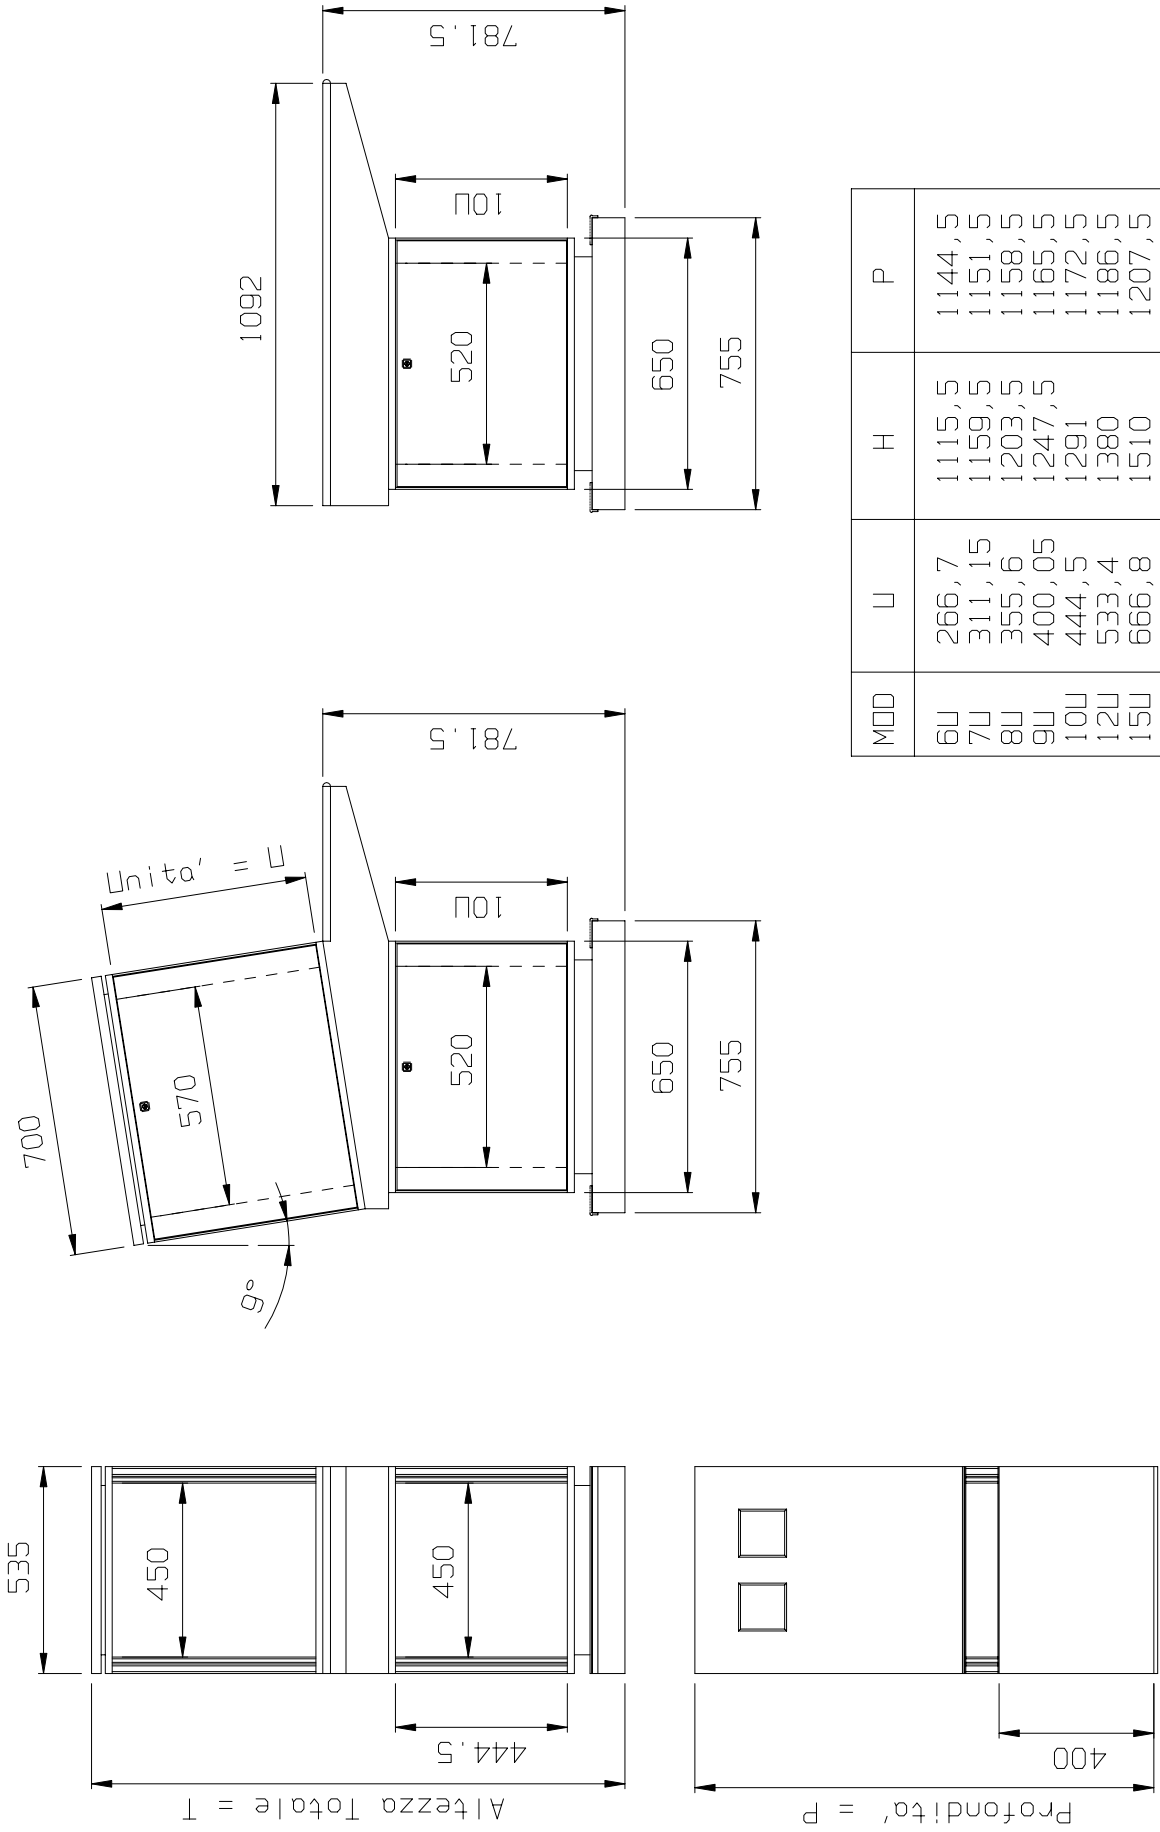 535
450
450
444.5
Altezza Totale = T
400
Profondita' = P
700
570
9°
Unita' = U
781.5
10U
520
650
755
1092
781.5
10U
520
650
755
MOD U H P
6U 266,7 1115,5 1144,5
7U 311,15 1159,5 1151,5
8U 355,6 1203,5 1158,5
9U 400,05 1247,5 1165,5
10U 444,5 1291 1172,5
12U 533,4 1380 1186,5
15U 666,8 1510 1207,5